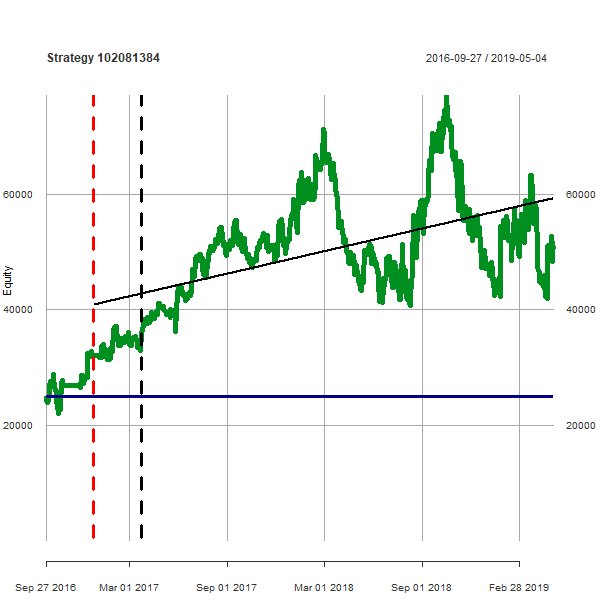 Strategy 102081384
2016-09-27 / 2019-05-04
60000
60000
Equity
40000
40000
20000
20000
Sep 27 2016
Mar 01 2017
Sep 01 2017
Mar 01 2018
Sep 01 2018
Feb 28 2019